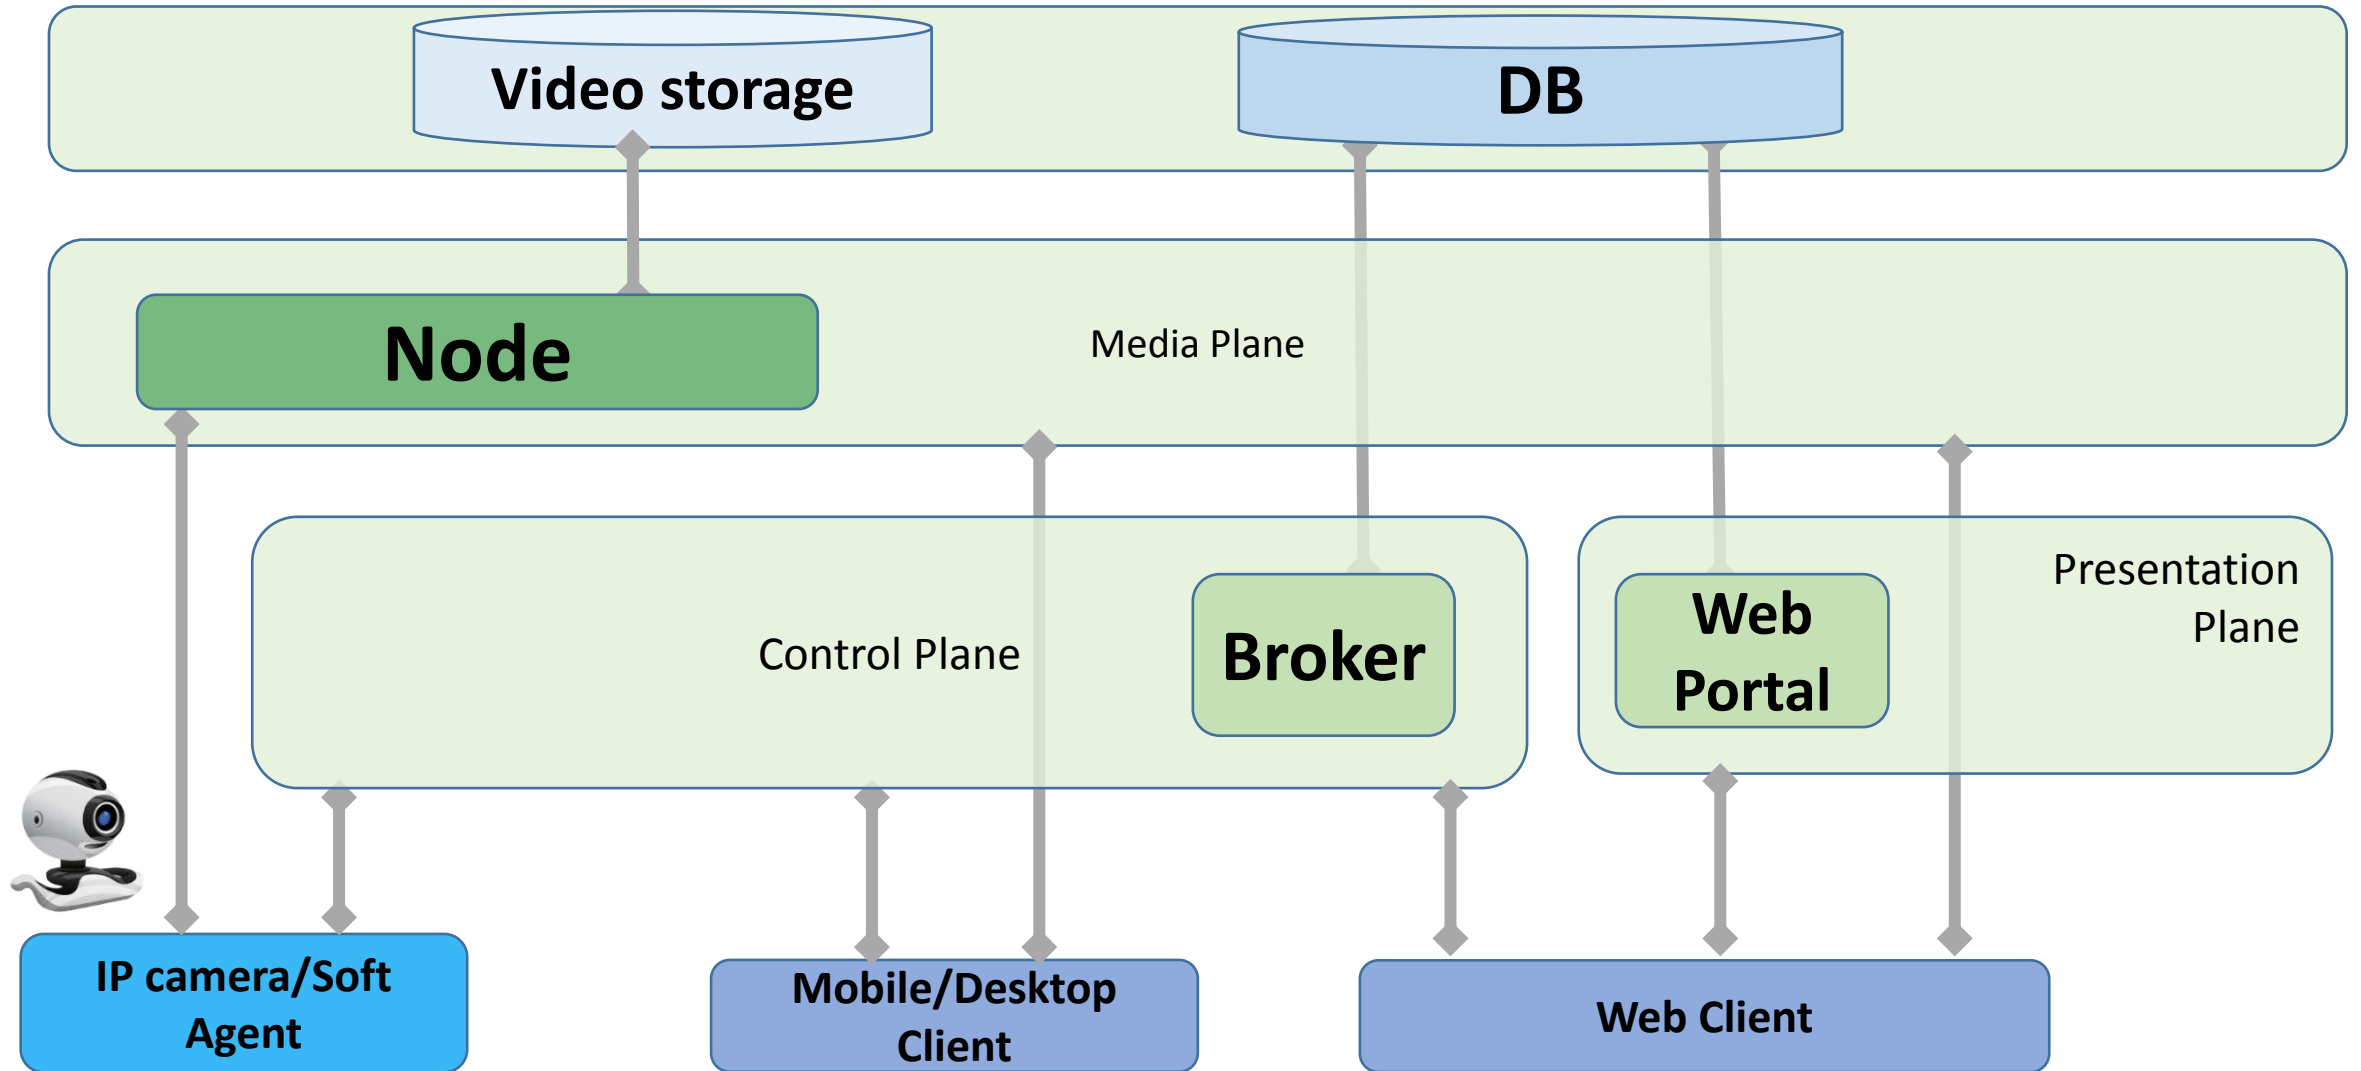 Video storage
DB
Node
Media Plane
Control Plane
Broker
Web
Portal
Presentation
Plane
IP camera/Soft
Agent
Mobile/Desktop
Client
Web Client